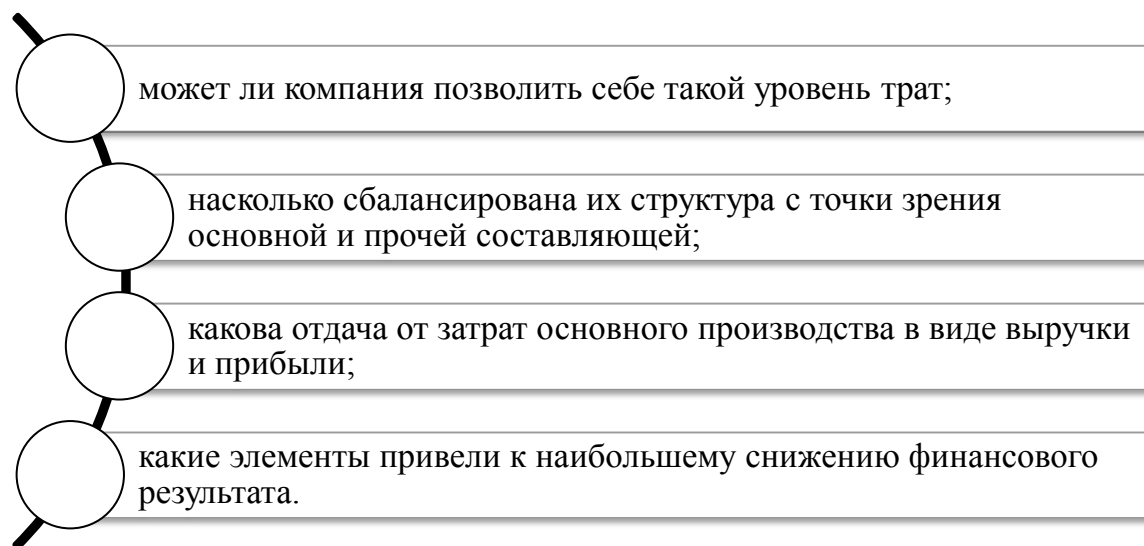 может ли компания позволить себе такой уровень трат;
насколько сбалансирована их структура с точки зрения
основной и прочей составляющей;
какова отдача от затрат основного производства в виде выручки
и прибыли;
какие элементы привели к наибольшему снижению финансового
результата.